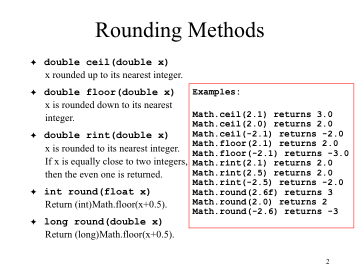 Rounding Methods
✦ double ceil(double x)
x rounded up to its nearest integer.
✦ double floor(double x)
x is rounded down to its nearest
integer.
✦ double rint(double x)
x is rounded to its nearest integer.
If x is equally close to two integers,
then the even one is returned.
✦ int round(float x)
Return (int)Math.floor(x+0.5).
✦ long round(double x)
Return (long)Math.floor(x+0.5).
Examples:
Math.ceil(2.1) returns 3.0
Math.ceil(2.0) returns 2.0
Math.ceil(-2.1) returns -2.0
Math.floor(2.1) returns 2.0
Math.floor(-2.1) returns -3.0
Math.rint(2.1) returns 2.0
Math.rint(2.5) returns 2.0
Math.rint(-2.5) returns -2.0
Math.round(2.6f) returns 3
Math.round(2.0) returns 2
Math.round(-2.6) returns -3
2